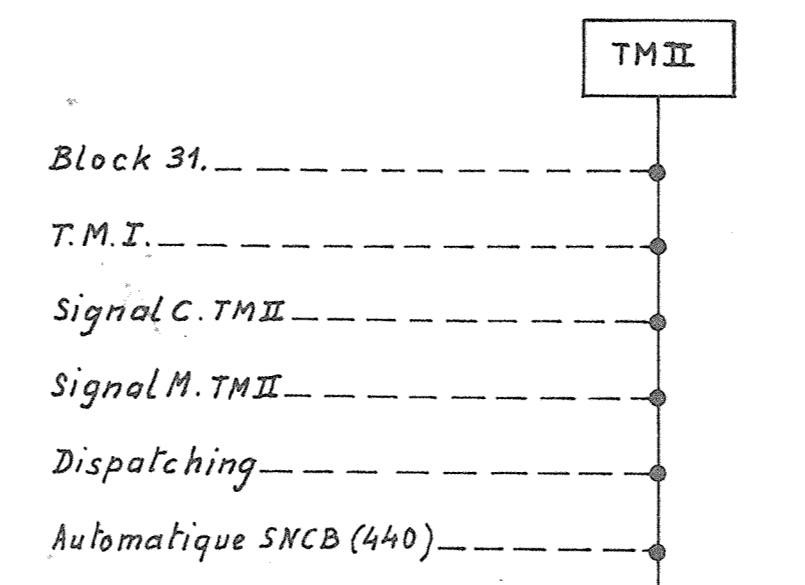 TM II
Block 31.
T.M.I.
Signal C. TM II
Signal M. TM II
Dispatching
Automatique SNCB (440)